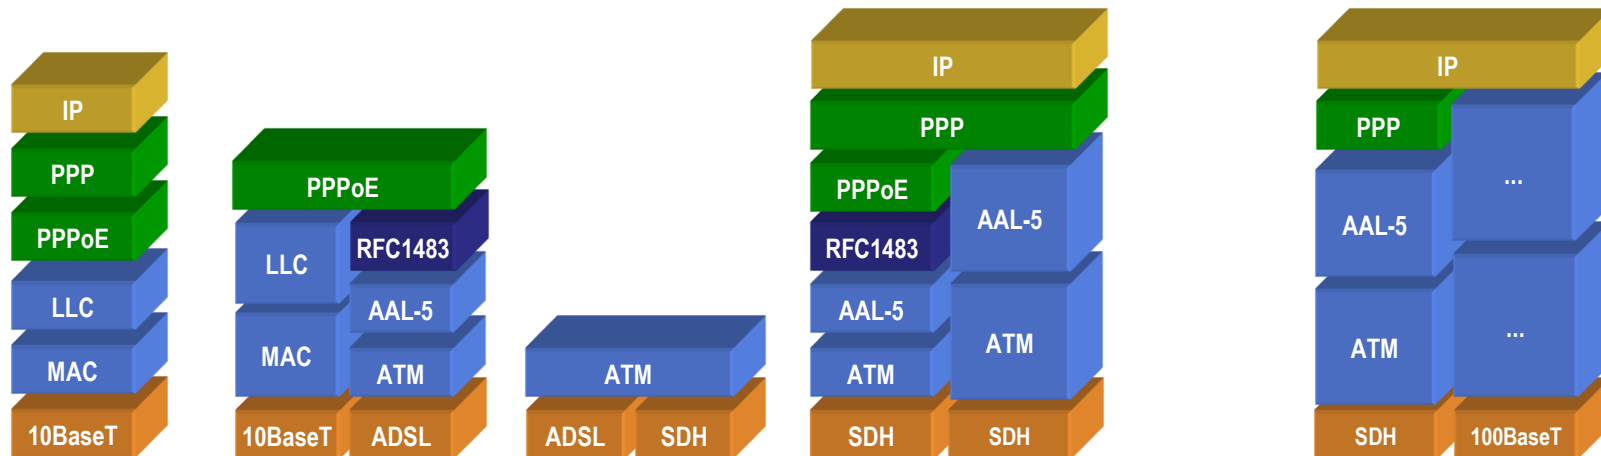 IP
PPP
PPPoE
LLC
MAC
10BaseT
PPPoE
LLC
RFC1483
AAL-5
MAC
ATM
10BaseT
ADSL
ATM
ADSL
SDH
IP
PPP
PPPoE
AAL-5
RFC1483
AAL-5
ATM
ATM
SDH
SDH
IP
PPP
...
AAL-5
ATM
...
SDH
100BaseT